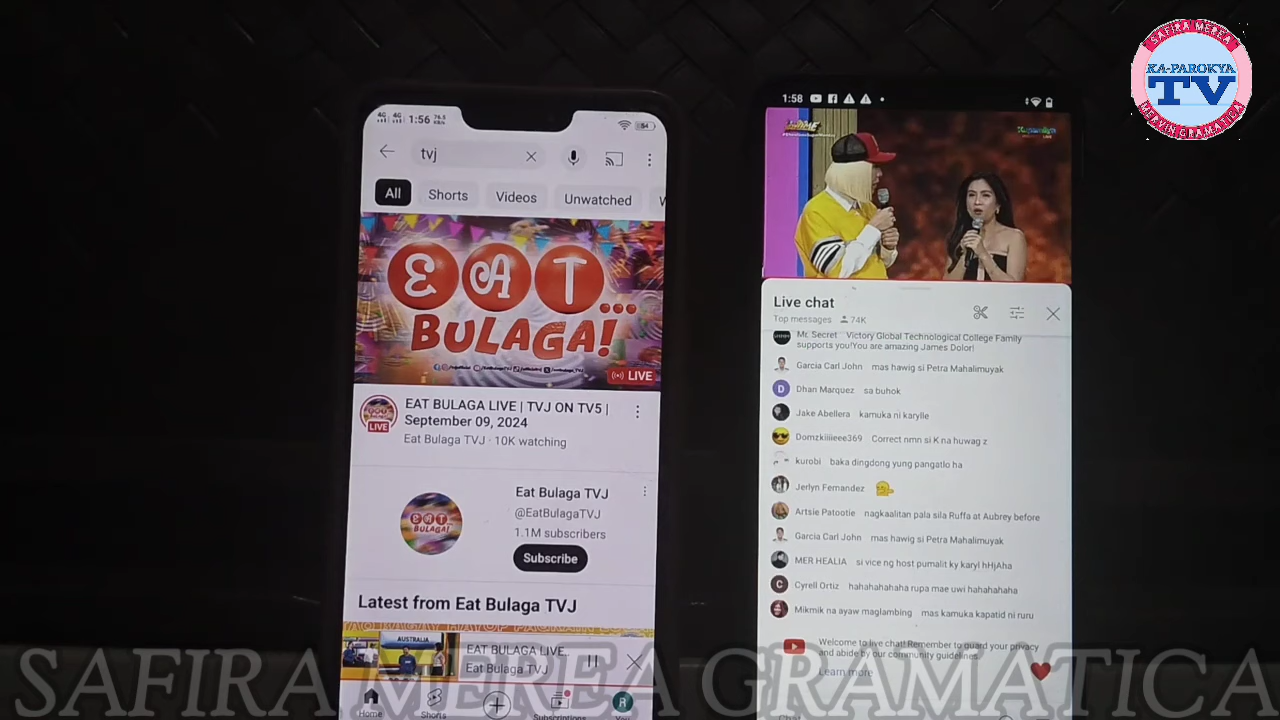 SAFIRA MEREA
KA-PAROKYA
TV
MERVIN GRAMATICA
1:56
54
tvj
All
Shorts
Videos
Unwatched
EAT...
BULAGA!
LIVE
LIVE
EAT BULAGA LIVE | TVJ ON TV5 |
September 09, 2024
Eat Bulaga TVJ · 10K watching
EAT
BULAGA!
Eat Bulaga TVJ
@EatBulagaTVJ
1.1M subscribers
Subscribe
Latest from Eat Bulaga TVJ
AUSTRALIA
EAT BULAGA LIVE...
Eat Bulaga TVJ
Home
Shorts
Subscriptions
You
R
1:58
Live chat
Top messages 74K
Mr. Secret Victory Global Technological College Family
supports you!You are amazing James Dolor!
Garcia Carl John mas hawig si Petra Mahalimuyak
D Dhan Marquez sa buhok
Jake Abellera kamuka ni karylle
Domzkiiiieee369 Correct nmn si K na huwag z
kurobi baka dingdong yung pangatlo ha
Jerlyn Fernandez
Artsie Patootie nagkaalitan pala sila Ruffa at Aubrey before
Garcia Carl John mas hawig si Petra Mahalimuyak
MER HEALIA si vice ng host pumalit ky karyl hHjAha
C Cyrell Ortiz hahahahahaha rupa mae uwi hahahahaha
Mikmik na ayaw maglambing mas kamuka kapatid ni ruru
Welcome to live chat! Remember to guard your privacy
and abide by our community guidelines.
Learn more
Chat...
SAFIRA MEREA GRAMATICA